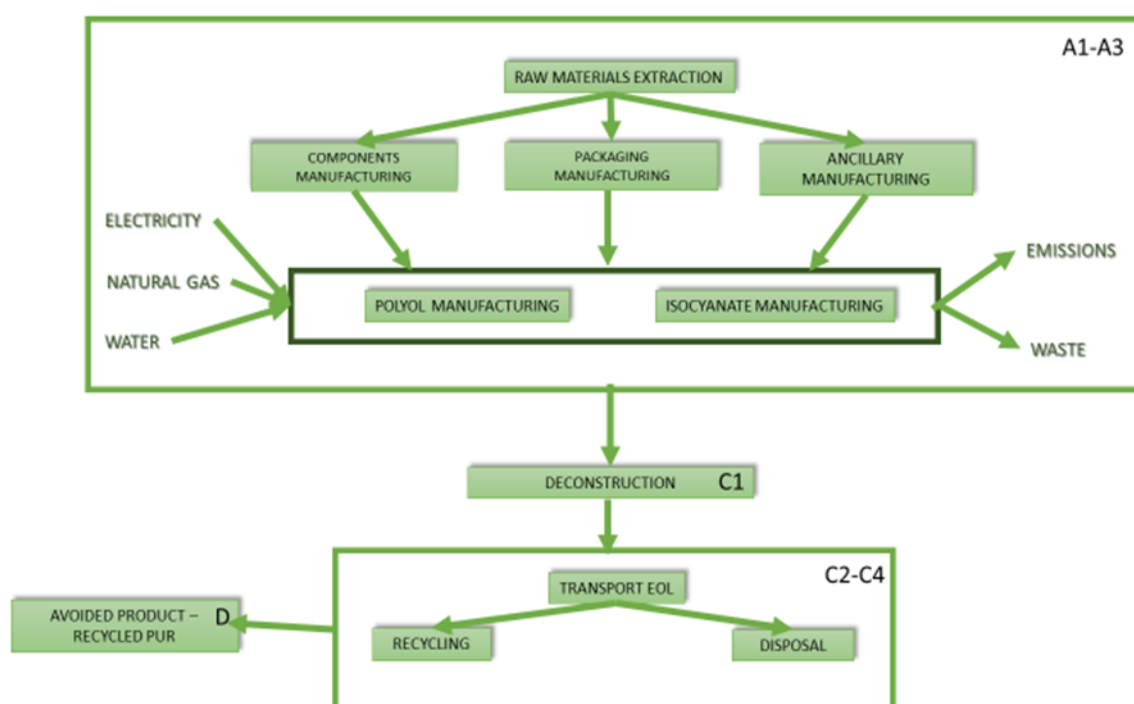 A1-A3
RAW MATERIALS EXTRACTION
COMPONENTS
MANUFACTURING
PACKAGING
MANUFACTURING
ANCILLARY
MANUFACTURING
ELECTRICITY
NATURAL GAS
WATER
POLYOL MANUFACTURING
ISOCYANATE MANUFACTURING
EMISSIONS
WASTE
DECONSTRUCTION C1
C2-C4
TRANSPORT EOL
RECYCLING
DISPOSAL
AVOIDED PRODUCT – D
RECYCLED PUR